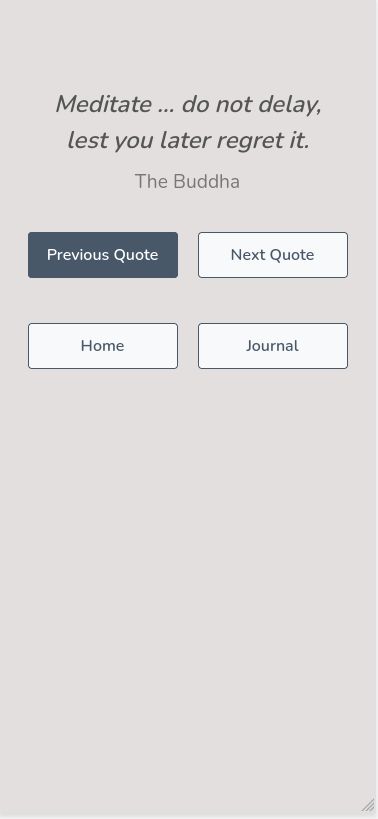 Meditate ... do not delay,
lest you later regret it.
The Buddha
Previous Quote
Next Quote
Home
Journal